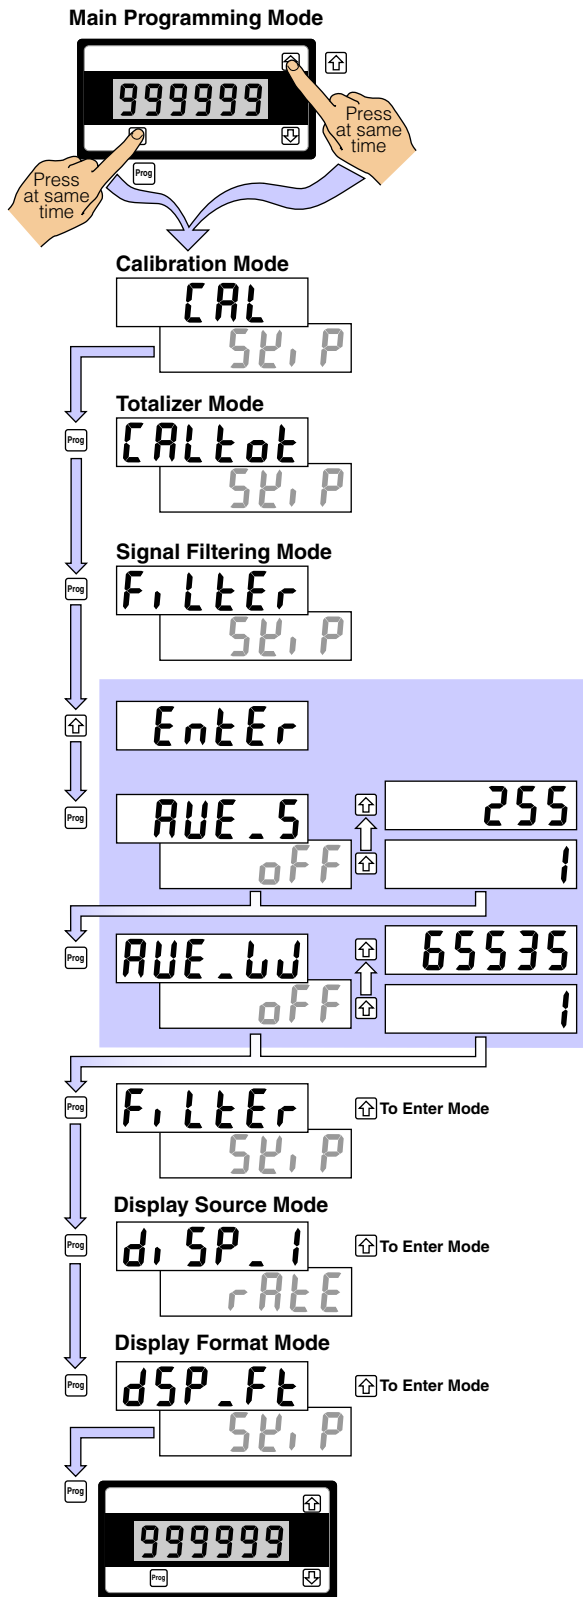 Main Programming Mode
999999
Press
at same
time
Press
at same
time
Prog
Calibration Mode
CAL
SKiP
Totalizer Mode
Prog
CALtot
SKiP
Signal Filtering Mode
Prog
FiLtEr
SKiP
EntEr
Prog
AVE_S
oFF
255
1
Prog
AVE_W
oFF
65535
1
Prog
FiLtEr
To Enter Mode
SKiP
Display Source Mode
Prog
diSP_1
To Enter Mode
rAtE
Display Format Mode
Prog
dSP_Ft
To Enter Mode
SKiP
Prog
999999
Prog